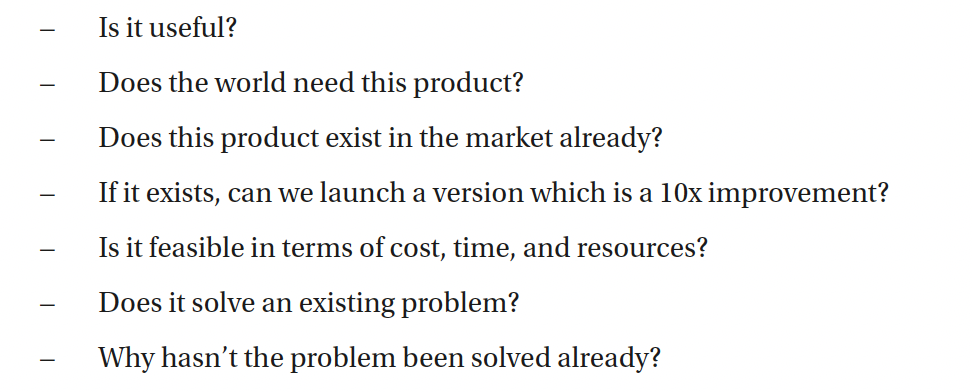 – Is it useful?
– Does the world need this product?
– Does this product exist in the market already?
– If it exists, can we launch a version which is a 10x improvement?
– Is it feasible in terms of cost, time, and resources?
– Does it solve an existing problem?
– Why hasn’t the problem been solved already?